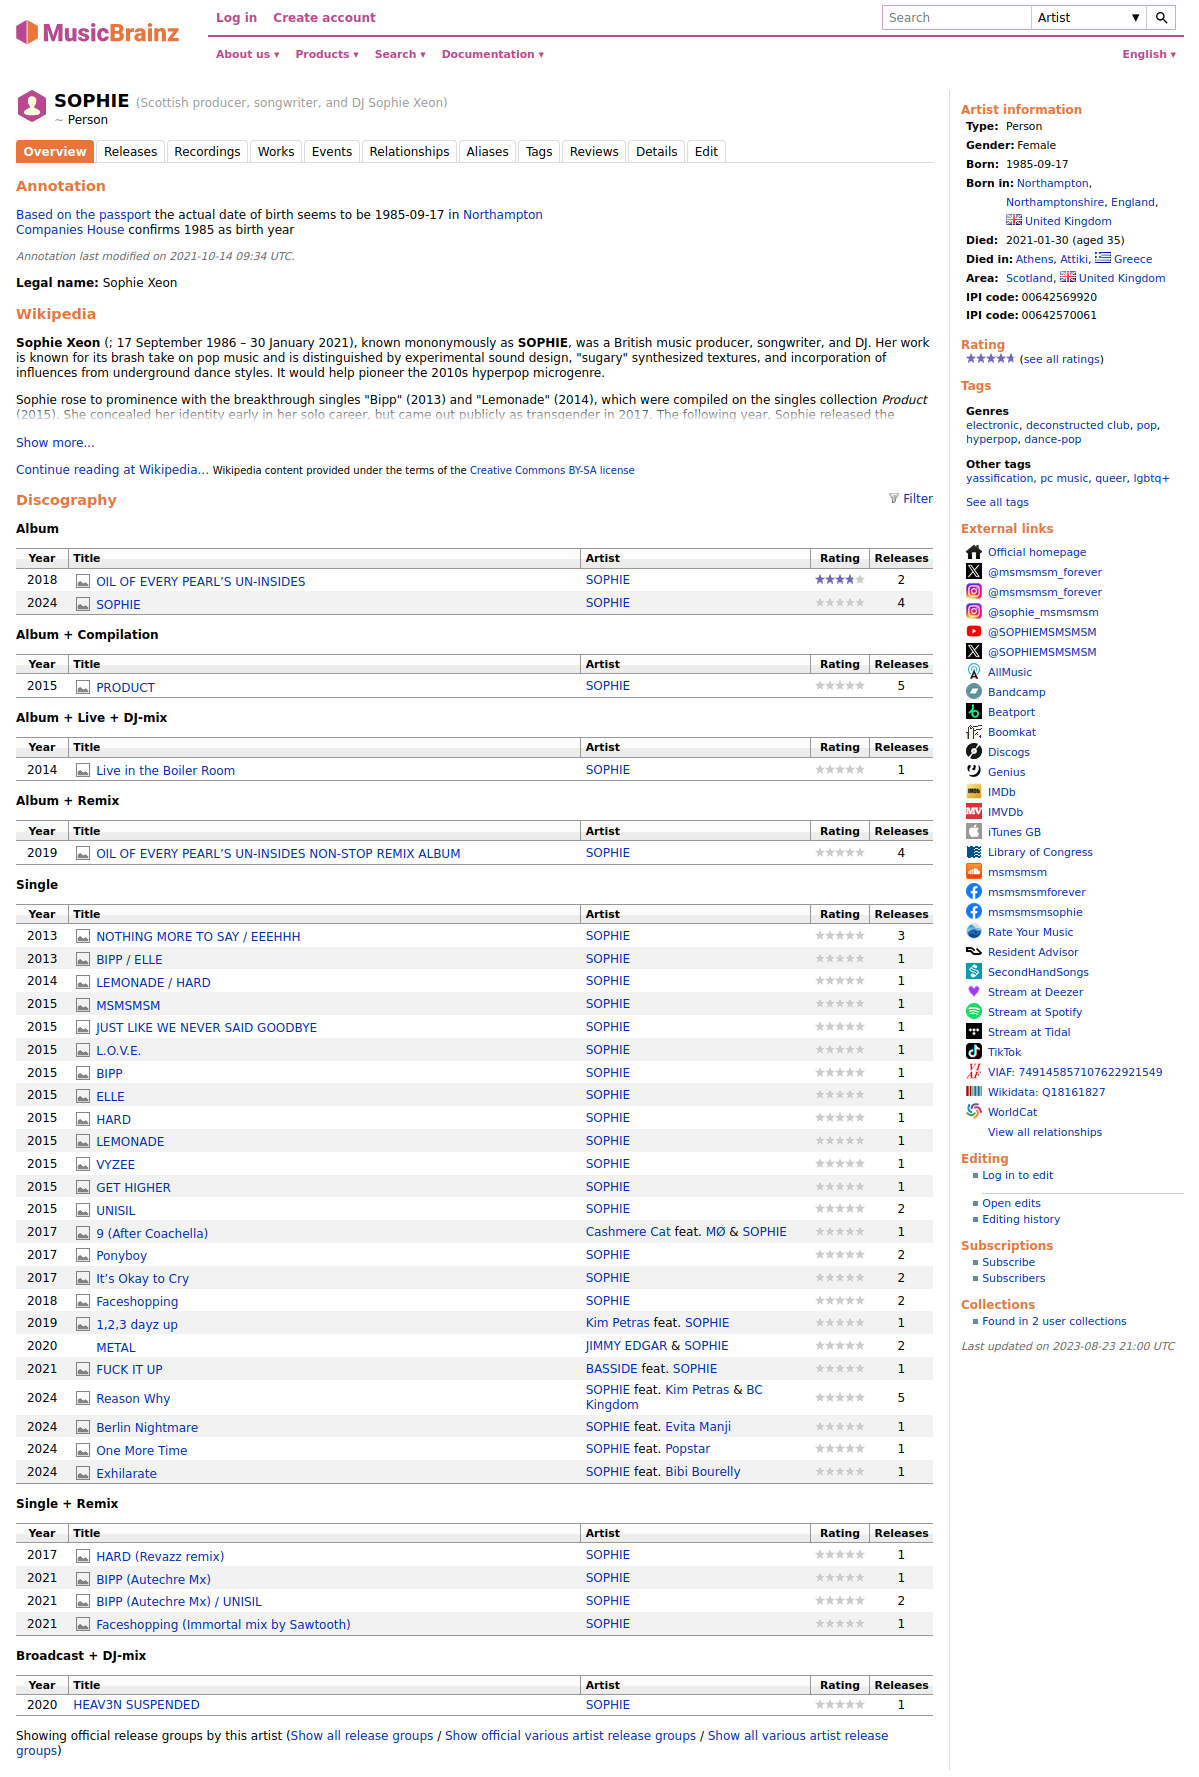 MusicBrainz
Log in Create account
Search Artist ▼
About us ▾ Products ▾ Search ▾ Documentation ▾ English ▾
SOPHIE (Scottish producer, songwriter, and DJ Sophie Xeon)
~ Person
Overview Releases Recordings Works Events Relationships Aliases Tags Reviews Details Edit
Annotation
Based on the passport the actual date of birth seems to be 1985-09-17 in Northampton
Companies House confirms 1985 as birth year
Annotation last modified on 2021-10-14 09:34 UTC.
Legal name: Sophie Xeon
Wikipedia
Sophie Xeon (; 17 September 1986 – 30 January 2021), known mononymously as SOPHIE, was a British music producer, songwriter, and DJ. Her work
is known for its brash take on pop music and is distinguished by experimental sound design, "sugary" synthesized textures, and incorporation of
influences from underground dance styles. It would help pioneer the 2010s hyperpop microgenre.
Sophie rose to prominence with the breakthrough singles "Bipp" (2013) and "Lemonade" (2014), which were compiled on the singles collection Product
(2015). She concealed her identity early in her solo career, but came out publicly as transgender in 2017. The following year, Sophie released the
Show more...
Continue reading at Wikipedia... Wikipedia content provided under the terms of the Creative Commons BY-SA license
Discography Filter
Album
Year Title Artist Rating Releases
2018 OIL OF EVERY PEARL’S UN-INSIDES SOPHIE 2
2024 SOPHIE SOPHIE 4
Album + Compilation
Year Title Artist Rating Releases
2015 PRODUCT SOPHIE 5
Album + Live + DJ-mix
Year Title Artist Rating Releases
2014 Live in the Boiler Room SOPHIE 1
Album + Remix
Year Title Artist Rating Releases
2019 OIL OF EVERY PEARL’S UN-INSIDES NON-STOP REMIX ALBUM SOPHIE 4
Single
Year Title Artist Rating Releases
2013 NOTHING MORE TO SAY / EEEHHH SOPHIE 3
2013 BIPP / ELLE SOPHIE 1
2014 LEMONADE / HARD SOPHIE 1
2015 MSMSMSM SOPHIE 1
2015 JUST LIKE WE NEVER SAID GOODBYE SOPHIE 1
2015 L.O.V.E. SOPHIE 1
2015 BIPP SOPHIE 1
2015 ELLE SOPHIE 1
2015 HARD SOPHIE 1
2015 LEMONADE SOPHIE 1
2015 VYZEE SOPHIE 1
2015 GET HIGHER SOPHIE 1
2015 UNISIL SOPHIE 2
2017 9 (After Coachella) Cashmere Cat feat. MØ & SOPHIE 1
2017 Ponyboy SOPHIE 2
2017 It’s Okay to Cry SOPHIE 2
2018 Faceshopping SOPHIE 2
2019 1,2,3 dayz up Kim Petras feat. SOPHIE 1
2020 METAL JIMMY EDGAR & SOPHIE 2
2021 FUCK IT UP BASSIDE feat. SOPHIE 1
2024 Reason Why SOPHIE feat. Kim Petras & BC Kingdom 5
2024 Berlin Nightmare SOPHIE feat. Evita Manji 1
2024 One More Time SOPHIE feat. Popstar 1
2024 Exhilarate SOPHIE feat. Bibi Bourelly 1
Single + Remix
Year Title Artist Rating Releases
2017 HARD (Revazz remix) SOPHIE 1
2021 BIPP (Autechre Mx) SOPHIE 1
2021 BIPP (Autechre Mx) / UNISIL SOPHIE 2
2021 Faceshopping (Immortal mix by Sawtooth) SOPHIE 1
Broadcast + DJ-mix
Year Title Artist Rating Releases
2020 HEAV3N SUSPENDED SOPHIE 1
Showing official release groups by this artist (Show all release groups / Show official various artist release groups / Show all various artist release
groups)
Artist information
Type: Person
Gender: Female
Born: 1985-09-17
Born in: Northampton,
Northamptonshire, England,
United Kingdom
Died: 2021-01-30 (aged 35)
Died in: Athens, Attiki, Greece
Area: Scotland, United Kingdom
IPI code: 00642569920
IPI code: 00642570061
Rating
(see all ratings)
Tags
Genres
electronic, deconstructed club, pop,
hyperpop, dance-pop
Other tags
yassification, pc music, queer, lgbtq+
See all tags
External links
Official homepage
@msmsmsm_forever
@msmsmsm_forever
@sophie_msmsmsm
@SOPHIEMSMSMSM
@SOPHIEMSMSMSM
AllMusic
Bandcamp
Beatport
Boomkat
Discogs
Genius
IMDb
IMVDb
iTunes GB
Library of Congress
msmsmsm
msmsmsmforever
msmsmsmsophie
Rate Your Music
Resident Advisor
SecondHandSongs
Stream at Deezer
Stream at Spotify
Stream at Tidal
TikTok
VIAF: 749145857107622921549
Wikidata: Q18161827
WorldCat
View all relationships
Editing
Log in to edit
Open edits
Editing history
Subscriptions
Subscribe
Subscribers
Collections
Found in 2 user collections
Last updated on 2023-08-23 21:00 UTC